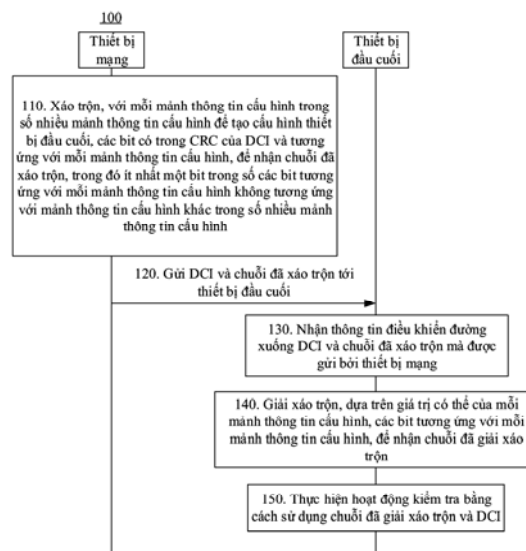 100
Thiết bị
mạng
Thiết bị
đầu cuối
110. Xáo trộn, với mỗi mảnh thông tin cấu hình trong
số nhiều mảnh thông tin cấu hình để tạo cấu hình thiết
bị đầu cuối, các bit có trong CRC của DCI và tương
ứng với mỗi mảnh thông tin cấu hình, để nhận chuỗi đã
xáo trộn, trong đó ít nhất một bit trong số các bit tương
ứng với mỗi mảnh thông tin cấu hình không tương ứng
với mảnh thông tin cấu hình khác trong số nhiều mảnh
thông tin cấu hình
120. Gửi DCI và chuỗi đã xáo trộn tới
thiết bị đầu cuối
130. Nhận thông tin điều khiển đường
xuống DCI và chuỗi đã xáo trộn mà được
gửi bởi thiết bị mạng
140. Giải xáo trộn, dựa trên giá trị có thể của mỗi
mảnh thông tin cấu hình, các bit tương ứng với mỗi
mảnh thông tin cấu hình, để nhận chuỗi đã giải xáo
trộn
150. Thực hiện hoạt động kiểm tra bằng
cách sử dụng chuỗi đã giải xáo trộn và DCI